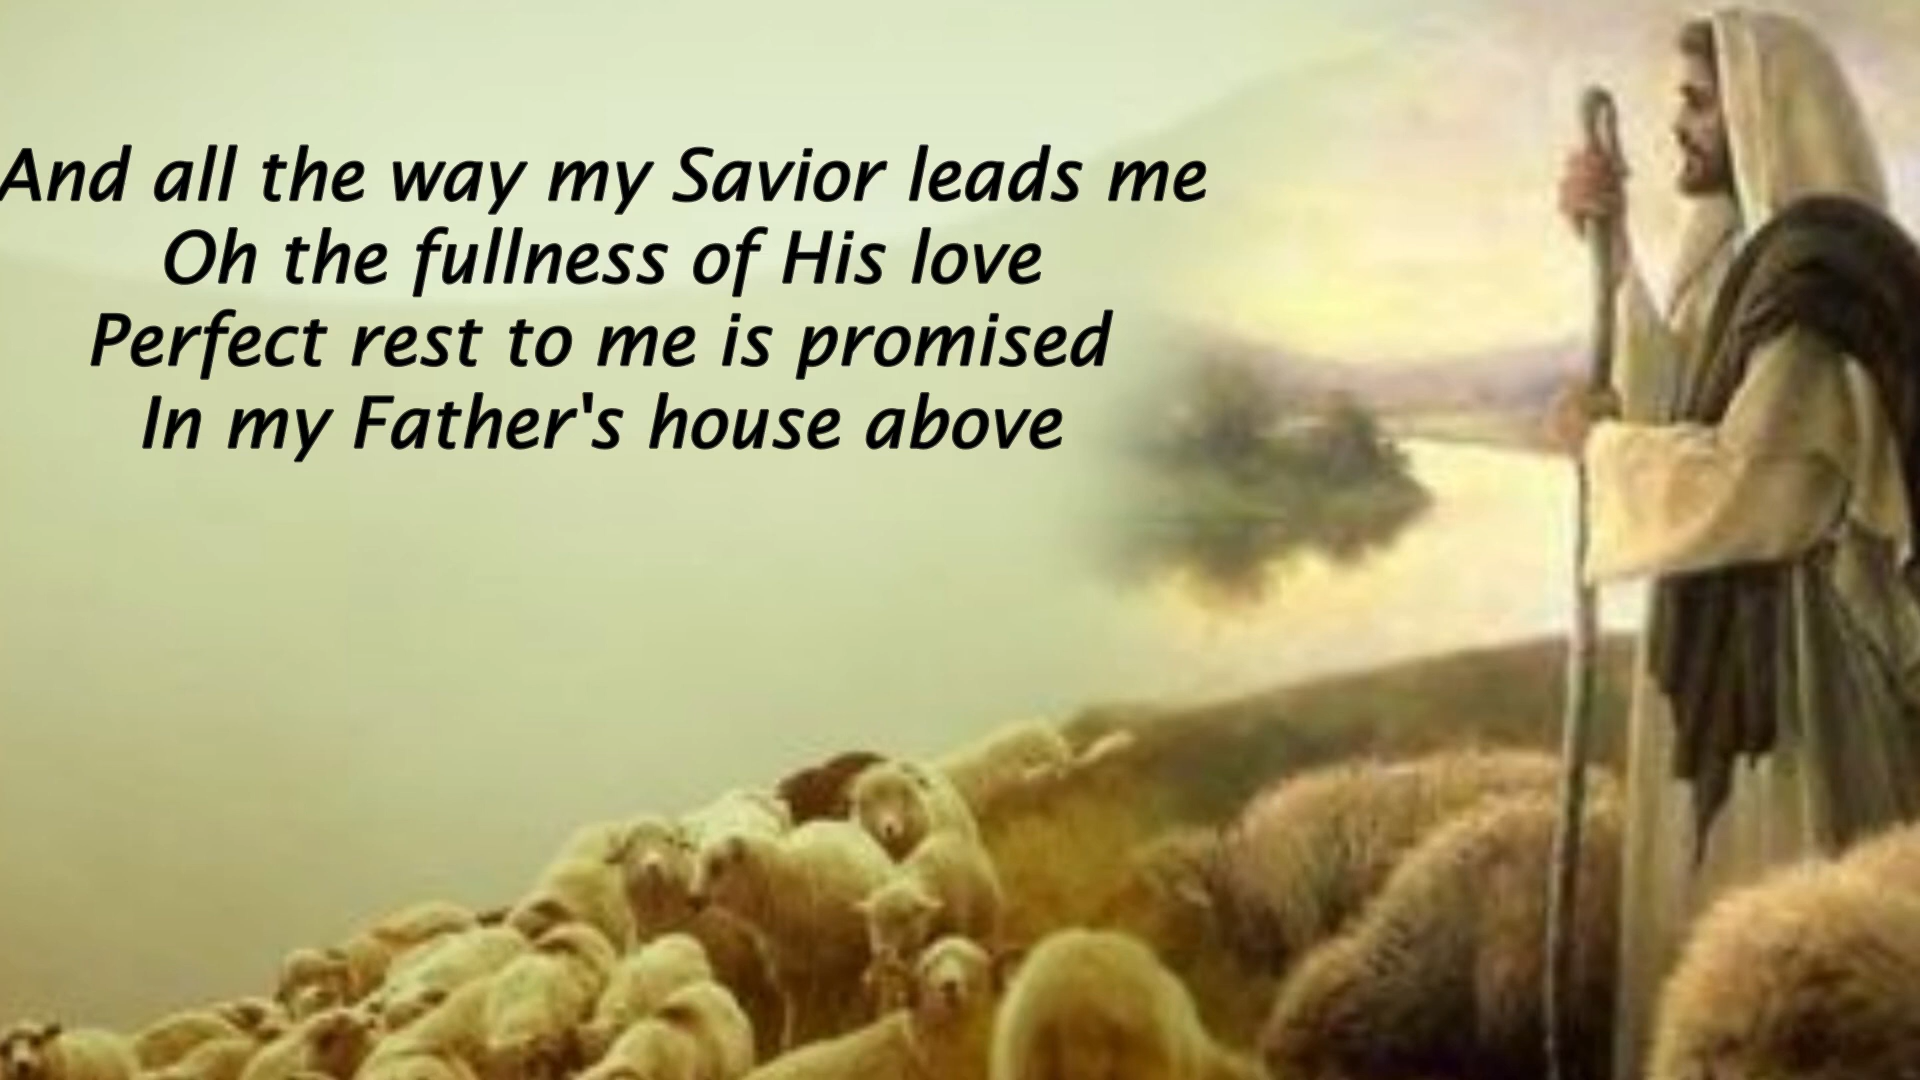 And all the way my Savior leads me
Oh the fullness of His love
Perfect rest to me is promised
In my Father's house above